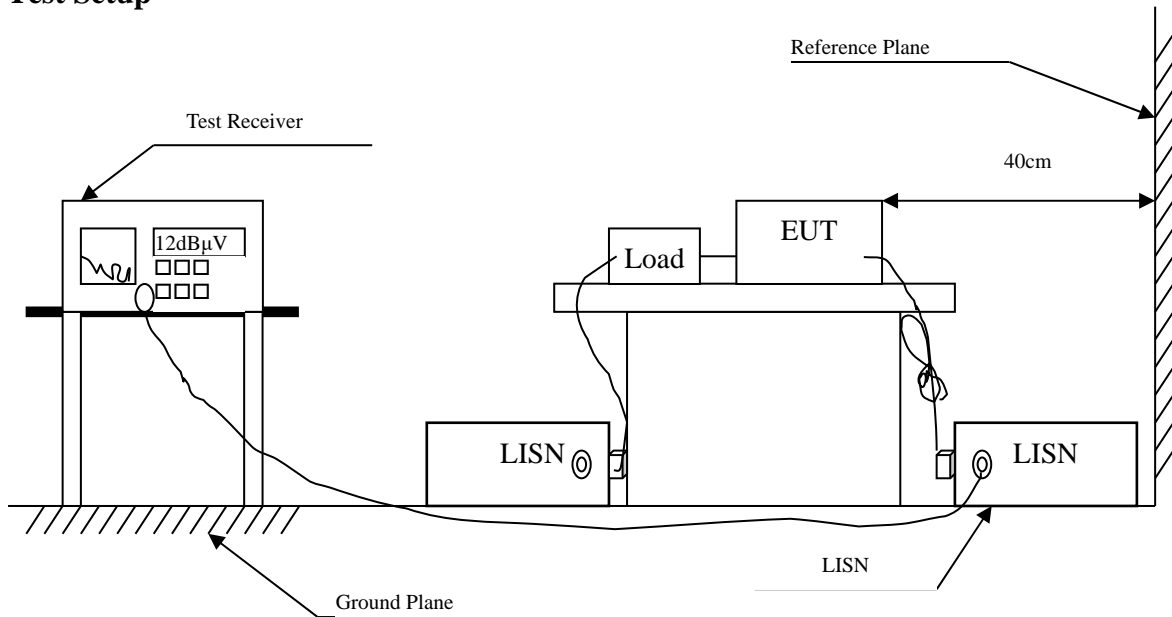 Test Setup
Reference Plane
Test Receiver
40cm
12dBμV
EUT
Load
LISN
LISN
LISN
Ground Plane